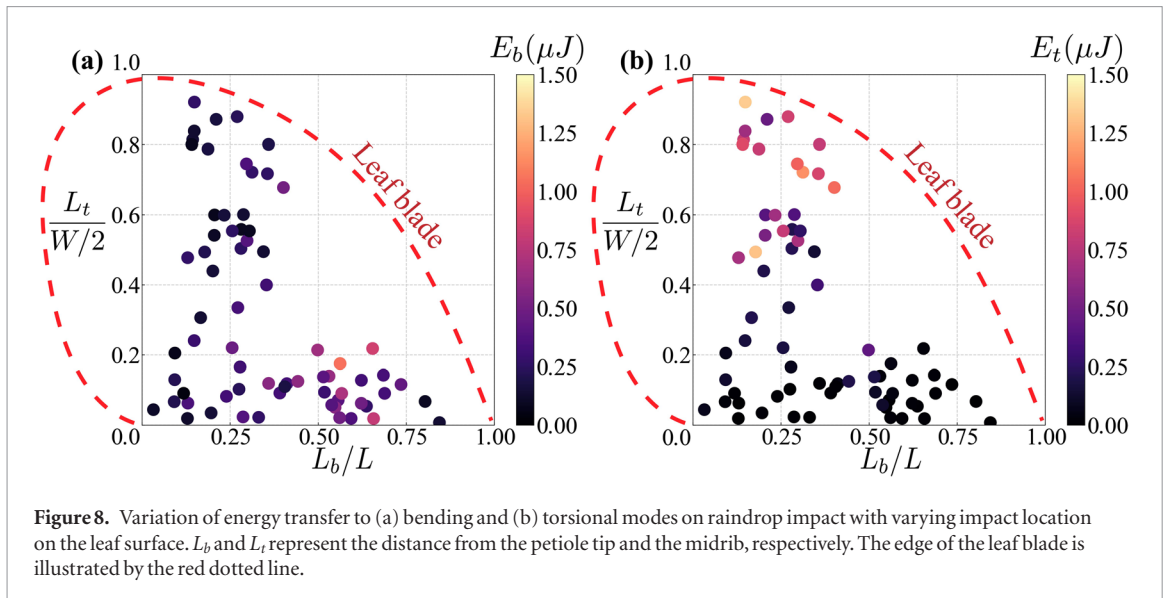 (a)
1.0
E_b(μJ)
1.50
1.25
1.00
0.75
0.50
0.25
0.00
0.8
0.6
0.4
0.2
0.0
L_t
W/2
Leaf blade
0.25
0.50
0.75
1.00
L_b/L
(b)
1.0
E_t(μJ)
1.50
1.25
1.00
0.75
0.50
0.25
0.00
0.8
0.6
0.4
0.2
0.0
L_t
W/2
Leaf blade
0.25
0.50
0.75
1.00
L_b/L
Figure 8. Variation of energy transfer to (a) bending and (b) torsional modes on raindrop impact with varying impact location
on the leaf surface. L_b and L_t represent the distance from the petiole tip and the midrib, respectively. The edge of the leaf blade is
illustrated by the red dotted line.